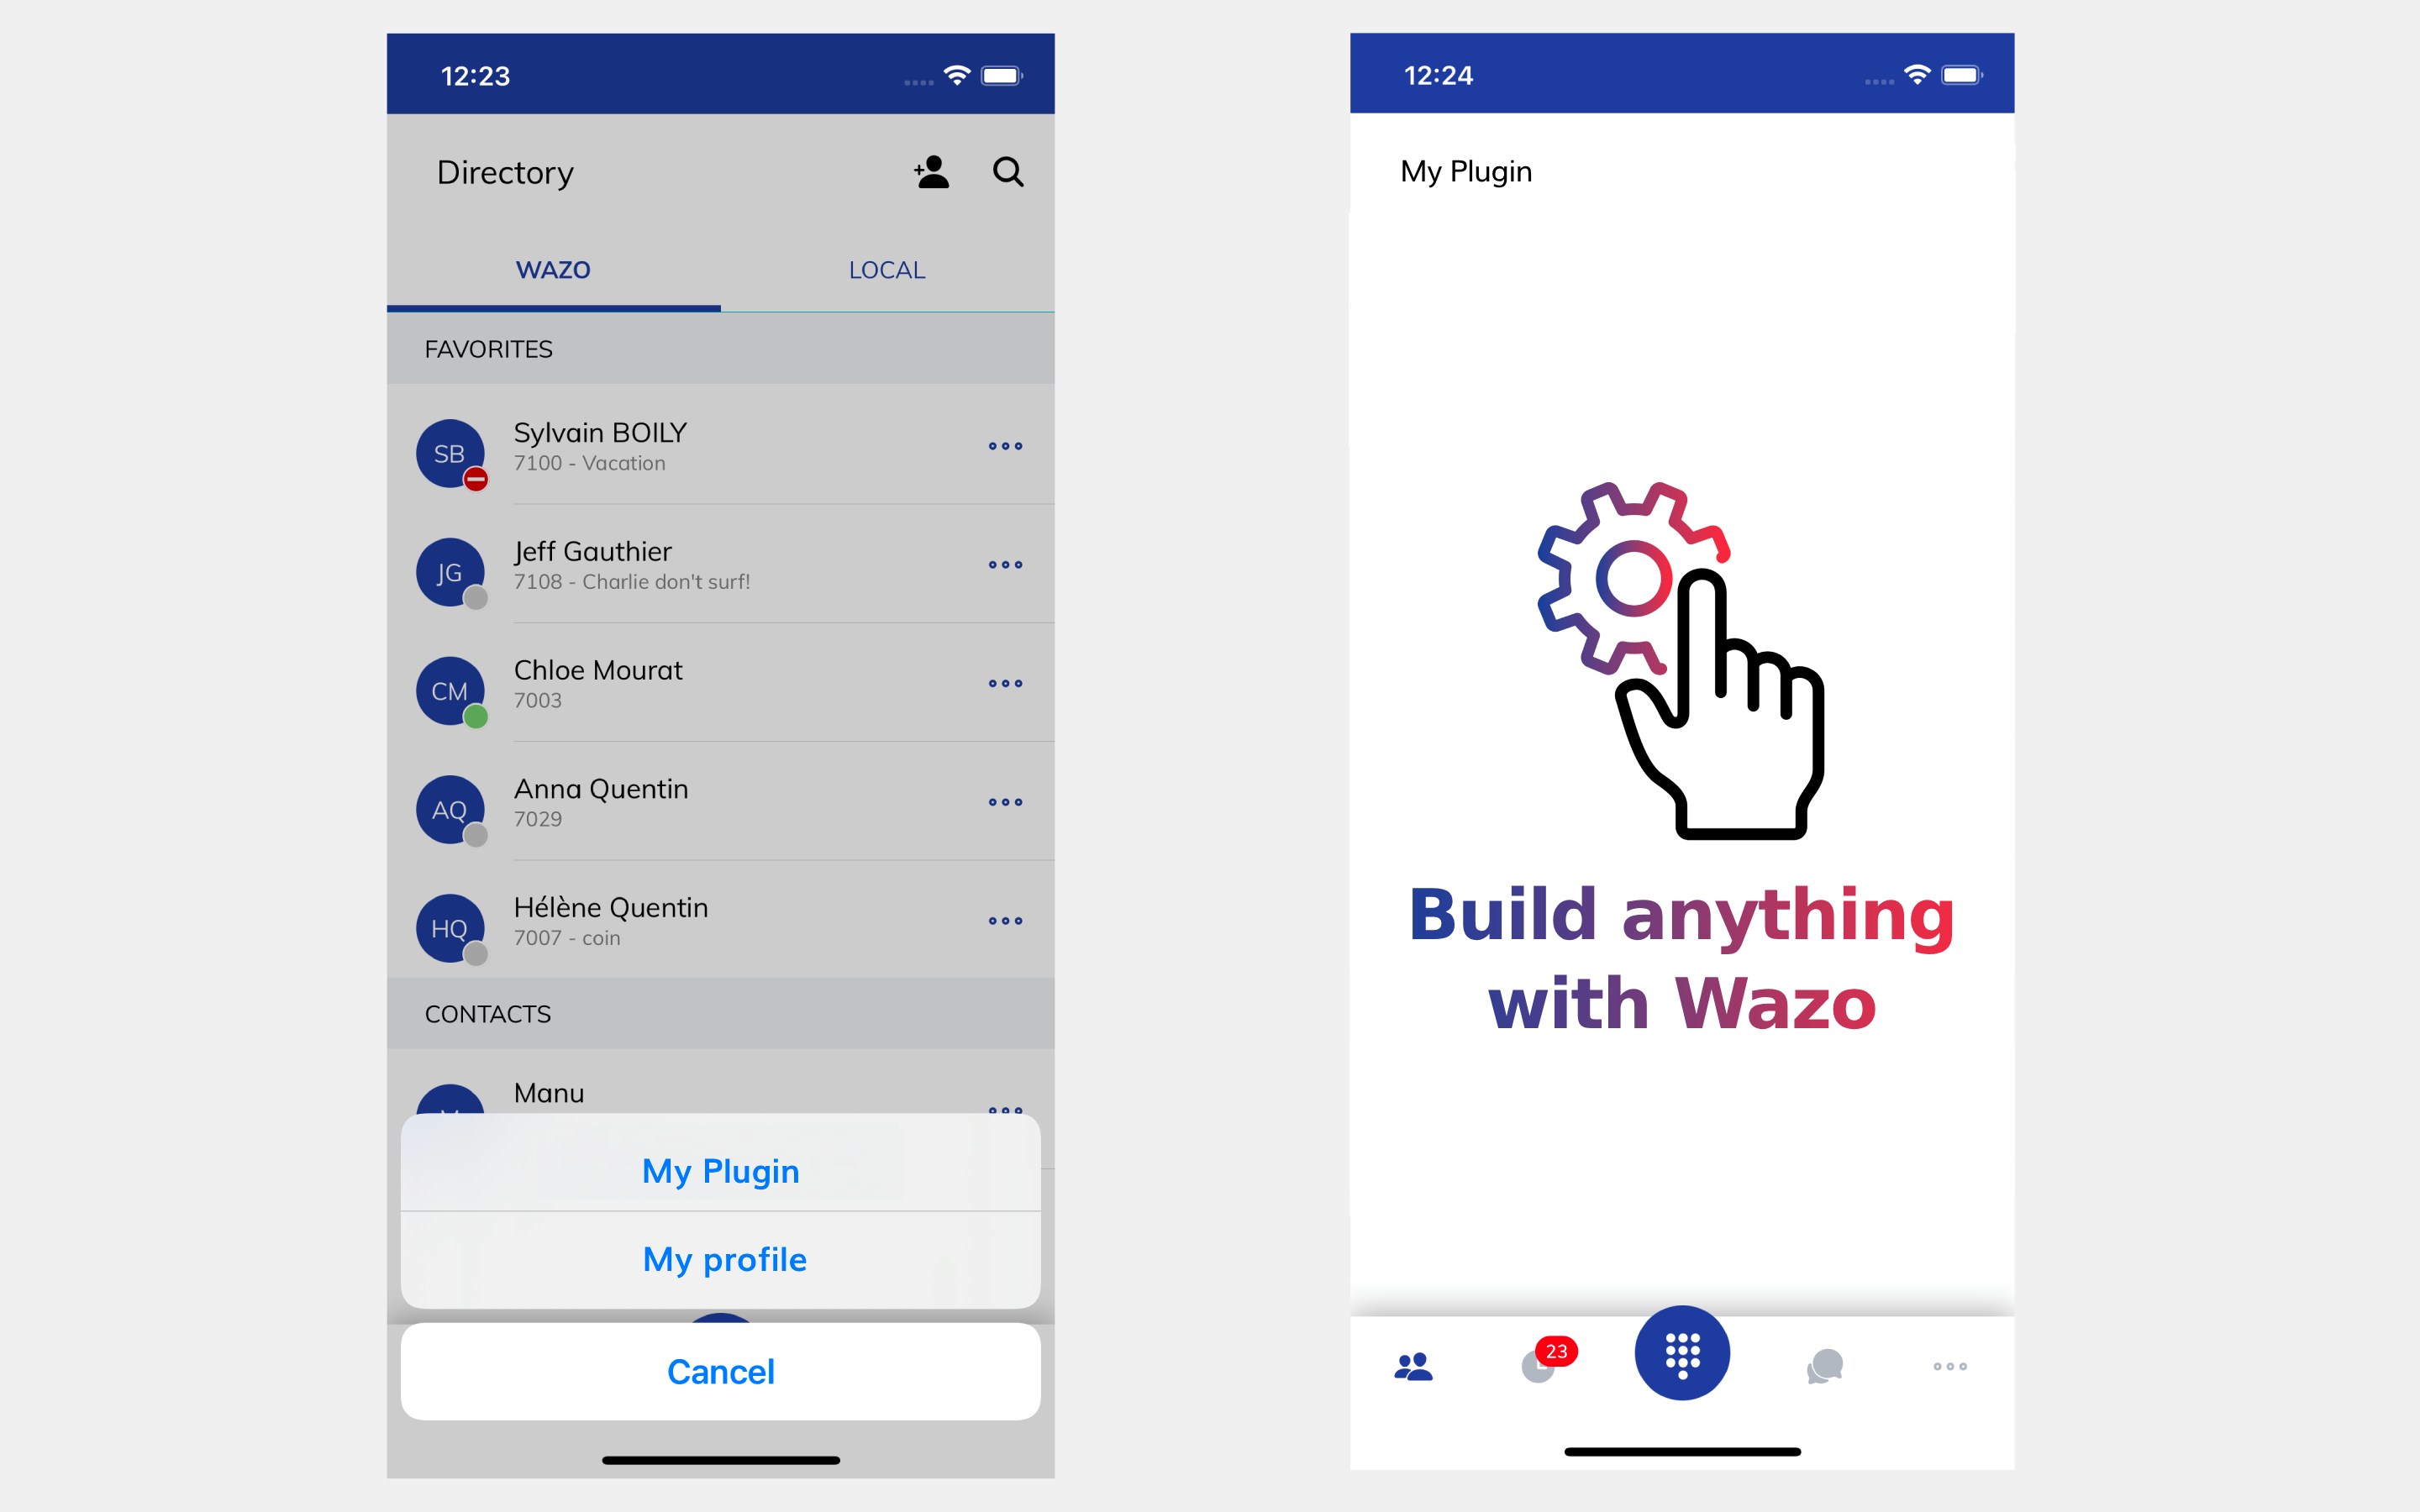 12:23
Directory
WAZO
LOCAL
FAVORITES
SB
Sylvain BOILY
7100 - Vacation
JG
Jeff Gauthier
7108 - Charlie don't surf!
CM
Chloe Mourat
7003
AQ
Anna Quentin
7029
HQ
Hélène Quentin
7007 - coin
CONTACTS
Manu
My Plugin
My profile
Cancel
12:24
My Plugin
Build anything
with Wazo
23